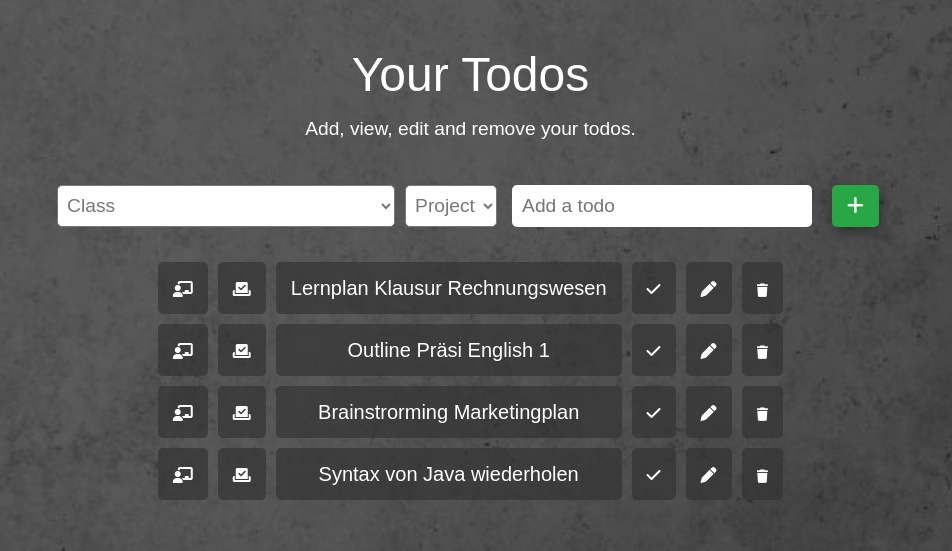 Your Todos
Add, view, edit and remove your todos.
Class Project Add a todo
Lernplan Klausur Rechnungswesen
Outline Präsi English 1
Brainstrorming Marketingplan
Syntax von Java wiederholen